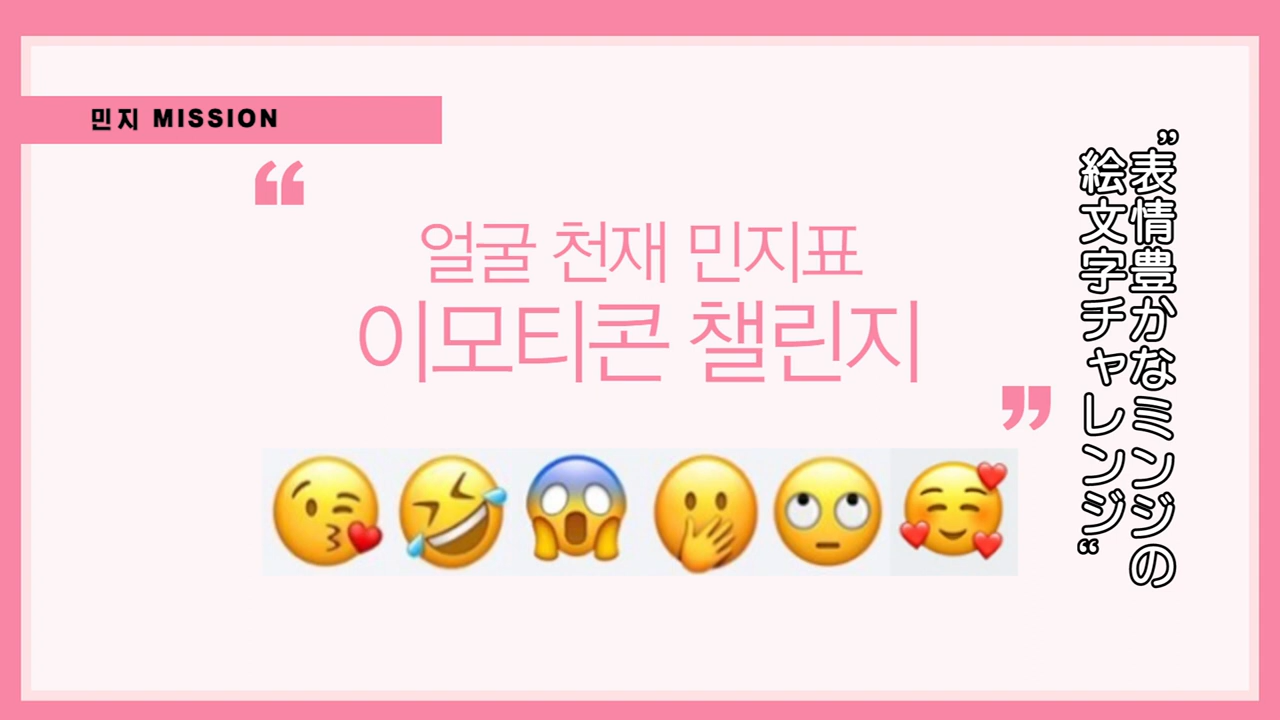 민지 MISSION
“
얼굴 천재 민지표
이모티콘 챌린지
”
”表情豊かなミンジの
絵文字チャレンジ“